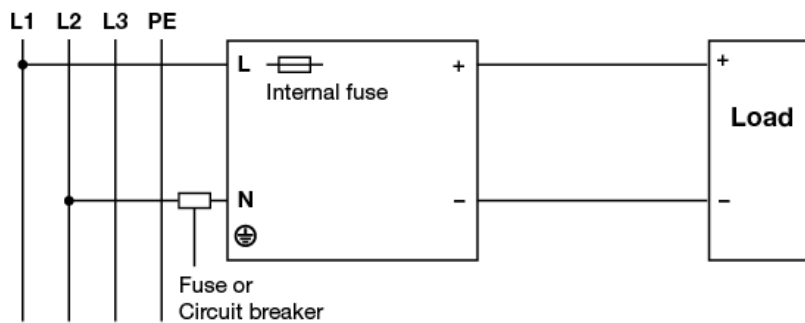 L1 L2 L3 PE
L
+
+
Internal fuse
Load
N
−
−
Fuse or
Circuit breaker